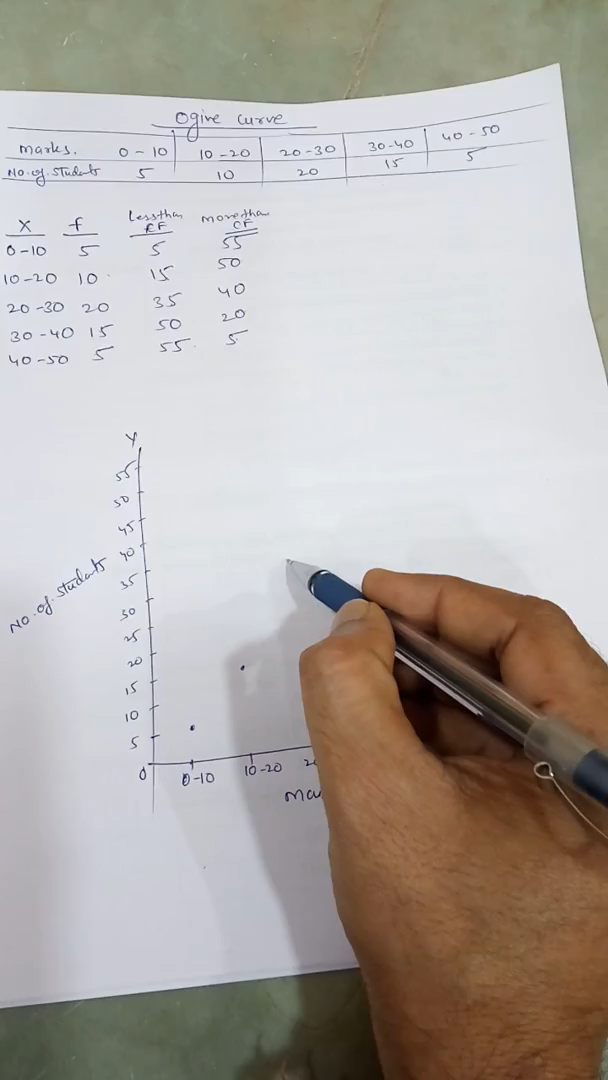 Ogive curve
marks. 0-10 10-20 20-30 30-40 40-50
No. of. students 5 10 20 15 5
X f Less than CF more than CF
0-10 5 5 55
10-20 10 15 50
20-30 20 35 40
30-40 15 50 20
40-50 5 55 5
Y
55
50
45
40
35
30
25
20
15
10
5
No. of. students
0 0-10 10-20